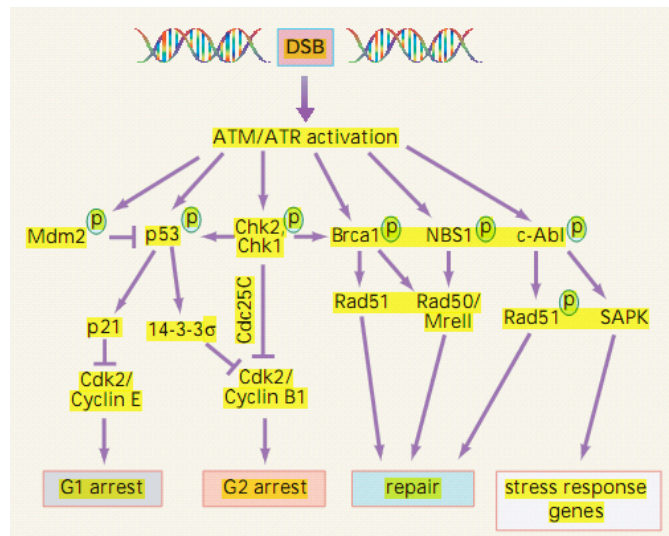 DSB
ATM/ATR activation
p p p p p p
Mdm2 p53 Chk2, Brca1 NBS1 c-Abl
Chk1
Cdc25C
Rad51 Rad50/ p
Mrell Rad51 SAPK
p21 14-3-3σ
Cdk2/ Cdk2/
Cyclin E Cyclin B1
G1 arrest G2 arrest repair stress response
genes